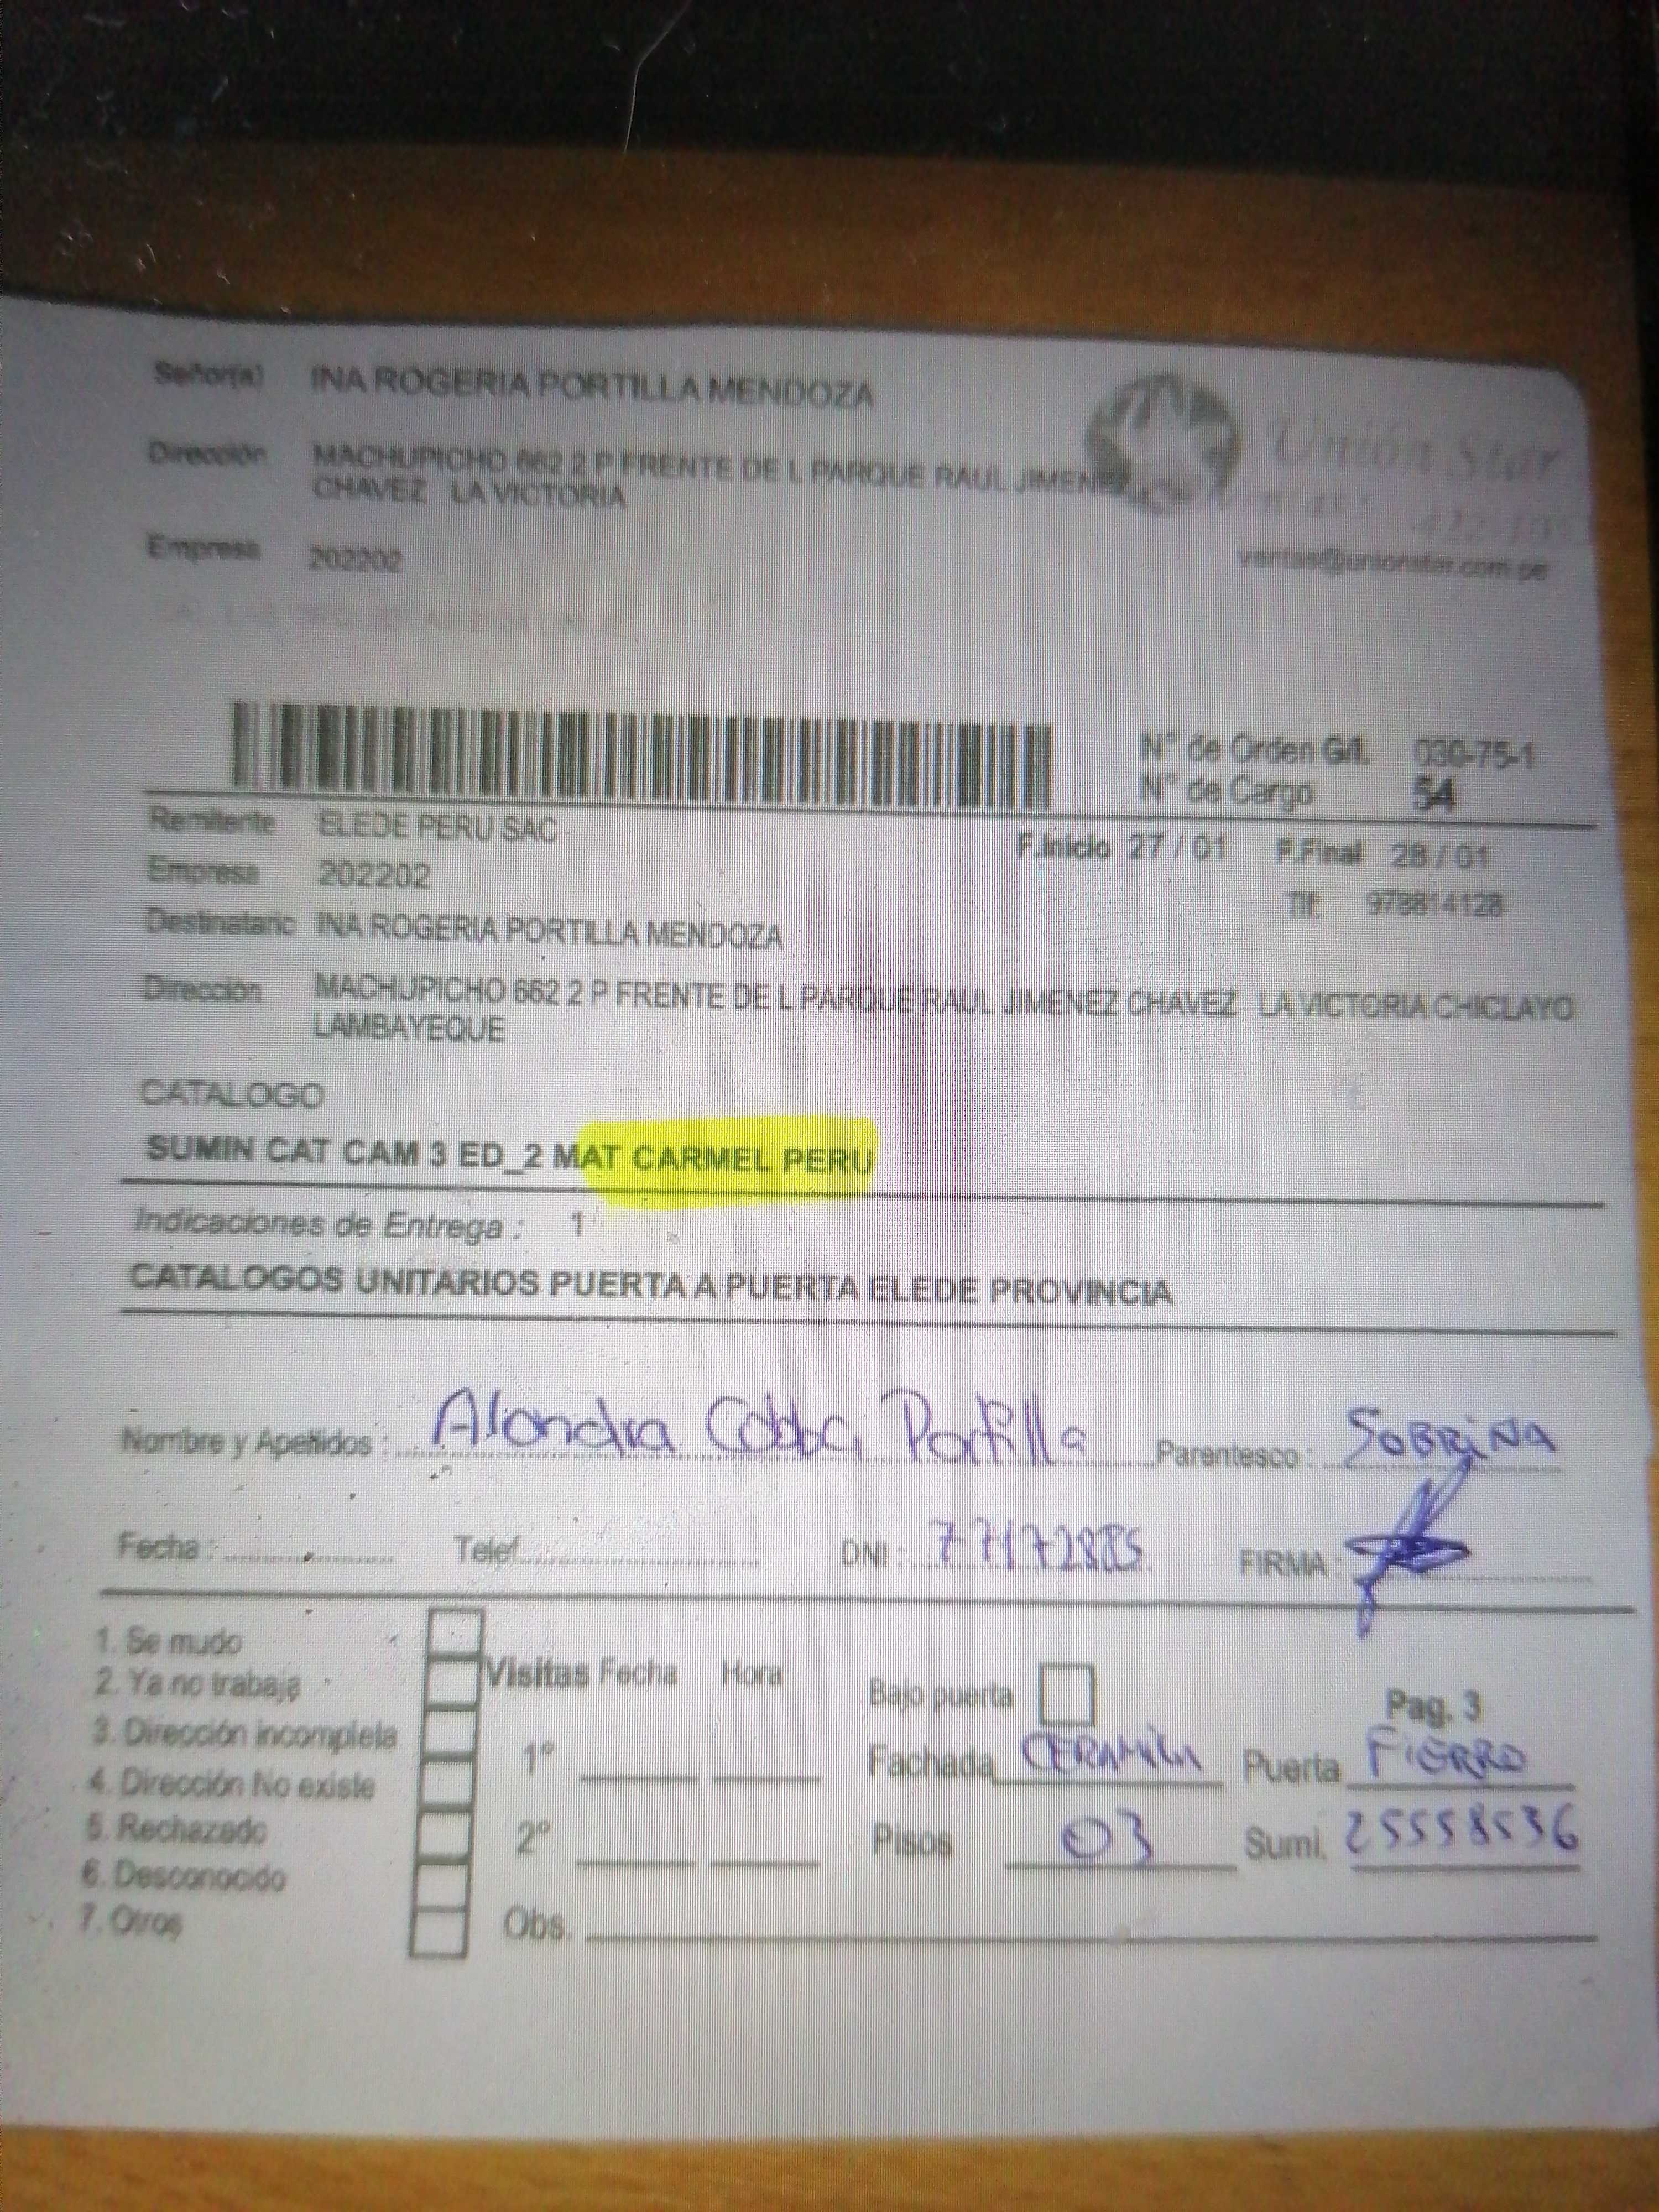 Señor(a) INA ROGERIA PORTILLA MENDOZA
Dirección MACHUPICHO 662 2 P FRENTE DE L PARQUE RAUL JIMENEZ
CHAVEZ LA VICTORIA
Empresa 202202
Unión Star
ventas@unionstar.com.pe
N° de Orden G/l. 030-75-1
N° de Cargo 54
Remitente ELEDE PERU SAC
F.Inicio 27 / 01 F.Final 28 / 01
Empresa 202202
Tlf: 978814128
Destinatario INA ROGERIA PORTILLA MENDOZA
Dirección MACHUPICHO 662 2 P FRENTE DE L PARQUE RAUL JIMENEZ CHAVEZ LA VICTORIA CHICLAYO
LAMBAYEQUE
CATALOGO
SUMIN CAT CAM 3 ED_2 MAT CARMEL PERU
Indicaciones de Entrega : 1
CATALOGOS UNITARIOS PUERTA A PUERTA ELEDE PROVINCIA
Nombre y Apellidos : Alondra Portilla Parentesco : SOBRINA
Fecha : Telef. DNI : 77172885 FIRMA :
1. Se mudo
2. Ya no trabaja
3. Dirección incompleta
4. Dirección No existe
5. Rechazado
6. Desconocido
7. Otros
Visitas Fecha Hora
1°
2°
Obs.
Bajo puerta Pag. 3
Fachada CERAMICA Puerta FIERRO
Pisos 03 Sumi. 25558536